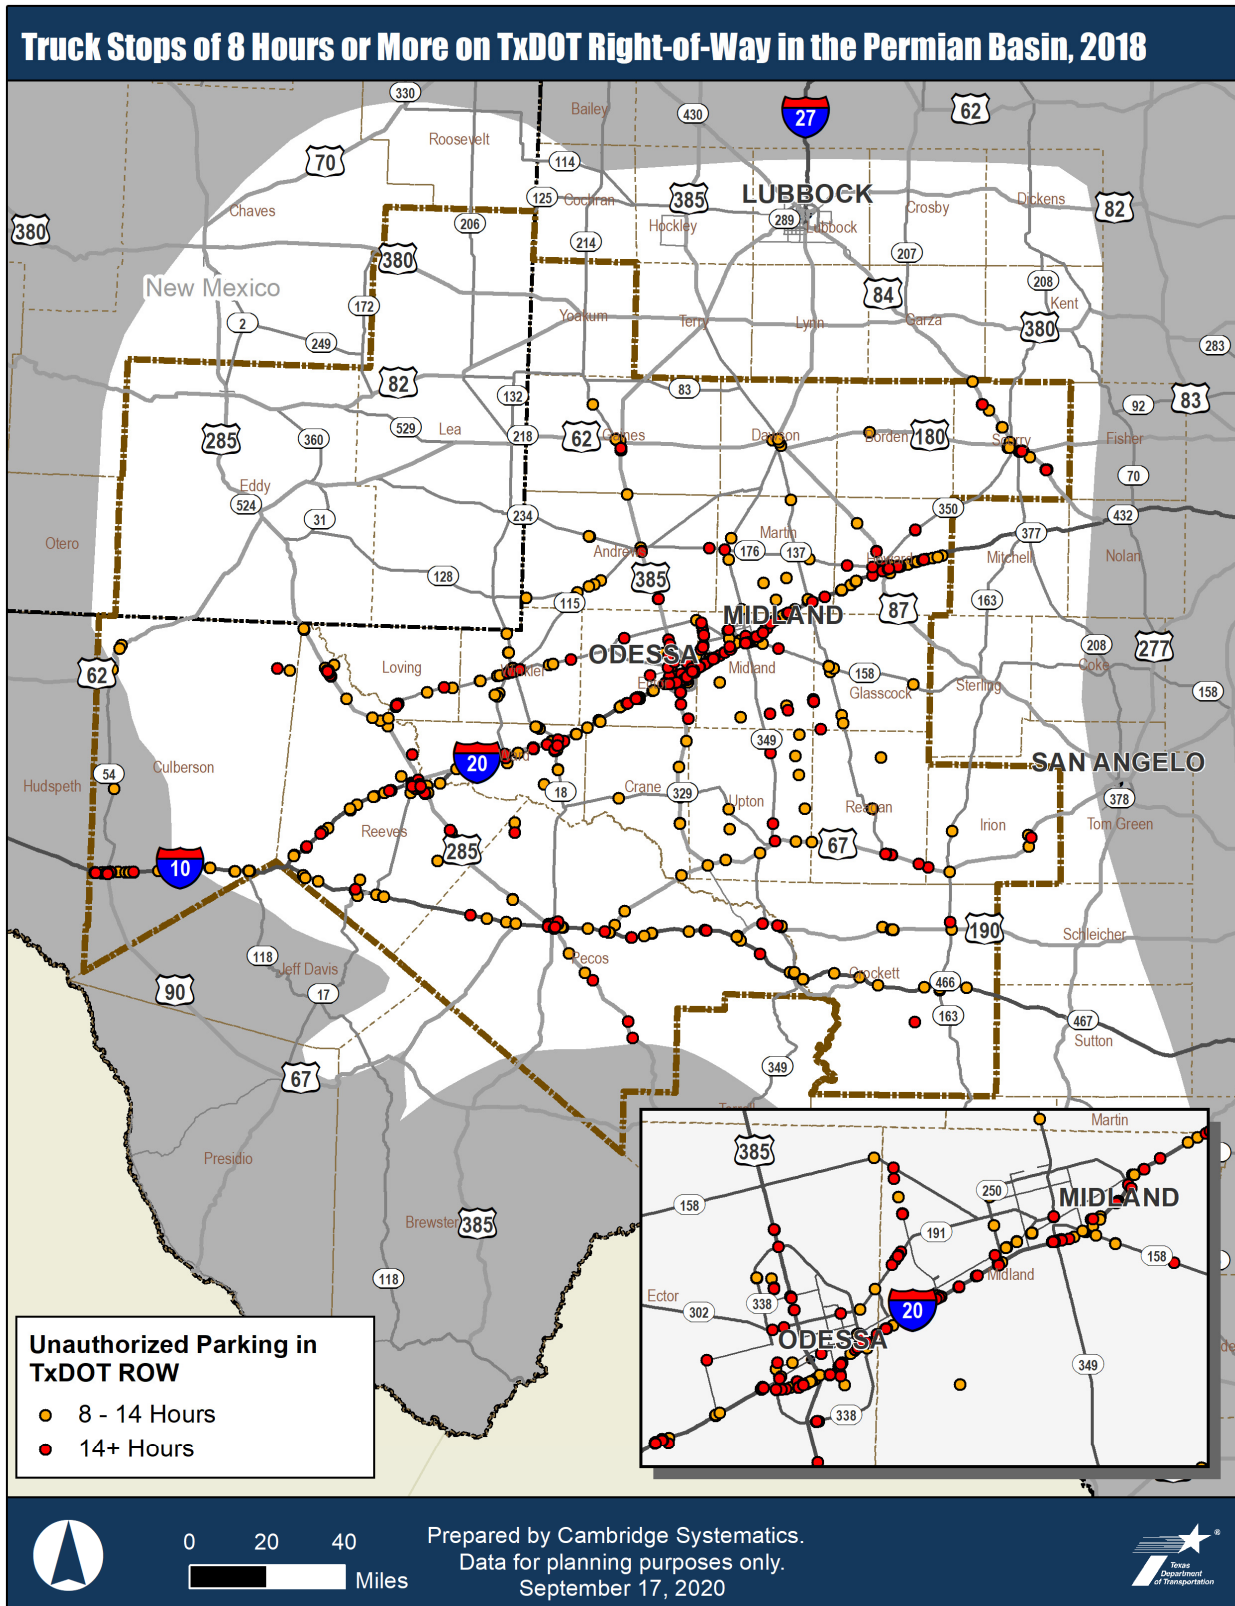 Truck Stops of 8 Hours or More on TxDOT Right-of-Way in the Permian Basin, 2018
330
Bailey
430
27
62
Roosevelt
70
114
385
LUBBOCK
Dickens
125
Cochran
82
Chaves
Crosby
206
Hockley
289
Lubbock
380
214
207
380
New Mexico
208
84
Kent
172
Yoakum
Terry
Lynn
Garza
380
2
249
283
82
83
132
83
92
529
Lea
218
62
Gaines
Dawson
Borden
180
Scurry
Fisher
285
360
70
Eddy
524
350
31
234
432
377
Martin
Otero
Andrews
176
137
Howard
Mitchell
Nolan
128
385
115
163
87
MIDLAND
208
277
ODESSA
Coke
62
Loving
Winkler
Midland
158
Glasscock
Sterling
158
Ector
349
20
Ward
SAN ANGELO
54
Culberson
Hudspeth
Crane
329
18
Upton
378
Reagan
Irion
Tom Green
Reeves
67
285
10
190
Schleicher
118
Jeff Davis
Pecos
Crockett
90
17
466
163
467
Sutton
349
67
Presidio
Brewster
385
118
Martin
385
250
MIDLAND
158
191
158
Midland
Ector
302
338
20
ODESSA
349
338
Unauthorized Parking in
TxDOT ROW
8 - 14 Hours
14+ Hours
0 20 40
Miles
Prepared by Cambridge Systematics.
Data for planning purposes only.
September 17, 2020
Texas
Department
of Transportation